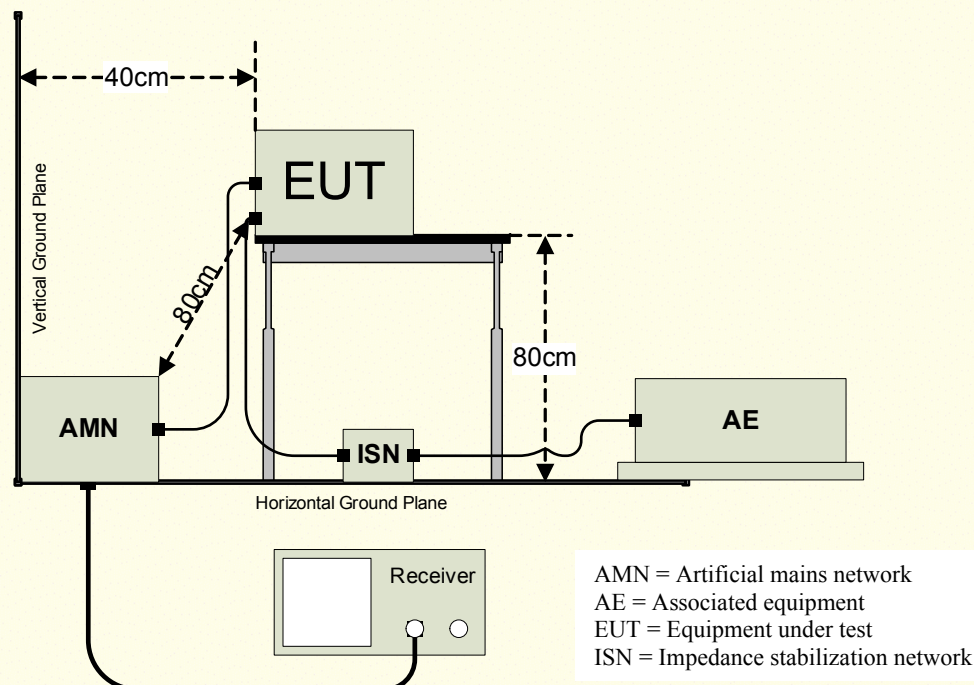 40cm
EUT
Vertical Ground Plane
80cm
80cm
AMN
ISN
AE
Horizontal Ground Plane
Receiver
AMN = Artificial mains network
AE = Associated equipment
EUT = Equipment under test
ISN = Impedance stabilization network